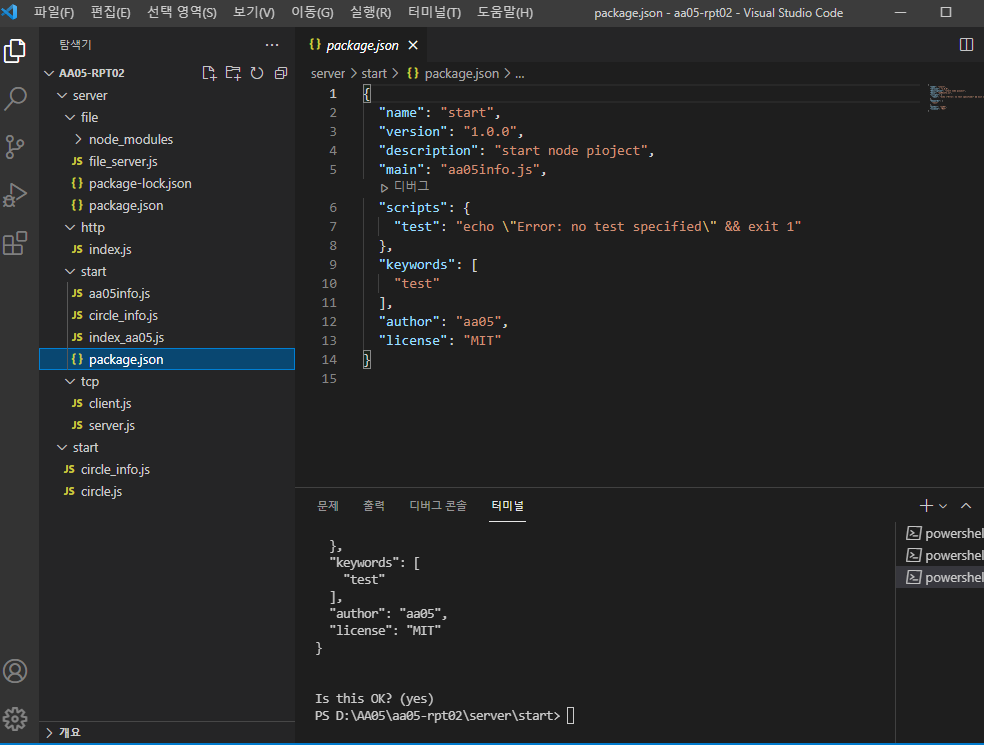 파일(F) 편집(E) 선택 영역(S) 보기(V) 이동(G) 실행(R) 터미널(T) 도움말(H) package.json - aa05-rpt02 - Visual Studio Code
탐색기 ...
AA05-RPT02
server
file
node_modules
JS file_server.js
{} package-lock.json
{} package.json
http
JS index.js
start
JS aa05info.js
JS circle_info.js
JS index_aa05.js
{} package.json
tcp
JS client.js
JS server.js
start
JS circle_info.js
JS circle.js
개요
{} package.json
server > start > {} package.json > ...
1 {
2 "name": "start",
3 "version": "1.0.0",
4 "description": "start node pioject",
5 "main": "aa05info.js",
디버그
6 "scripts": {
7 "test": "echo \"Error: no test specified\" && exit 1"
8 },
9 "keywords": [
10 "test"
11 ],
12 "author": "aa05",
13 "license": "MIT"
14 }
15
문제 출력 디버그 콘솔 터미널
},
"keywords": [
"test"
],
"author": "aa05",
"license": "MIT"
}
Is this OK? (yes)
PS D:\AA05\aa05-rpt02\server\start>
powershel
powershel
powershel